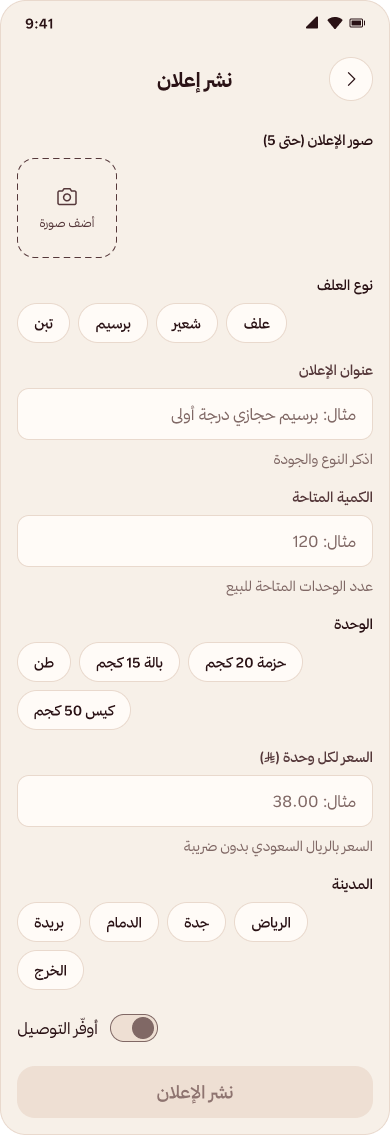 9:41
نشر إعلان
صور الإعلان (حتى 5)
أضف صورة
نوع العلف
علف شعير برسيم تبن
عنوان الإعلان
مثال: برسيم حجازي درجة أولى
اذكر النوع والجودة
الكمية المتاحة
مثال: 120
عدد الوحدات المتاحة للبيع
الوحدة
حزمة 20 كجم بالة 15 كجم طن
كيس 50 كجم
السعر لكل وحدة (⃁)
مثال: 38.00
السعر بالريال السعودي بدون ضريبة
المدينة
الرياض جدة الدمام بريدة
الخرج
أوفّر التوصيل
نشر الإعلان